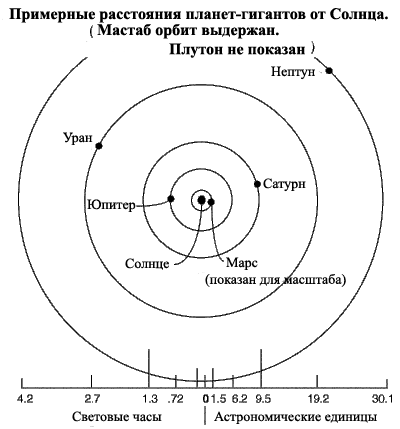 Примерные расстояния планет-гигантов от Солнца.
( Мастаб орбит выдержан.
Плутон не показан )
Нептун
Уран
Сатурн
Юпитер
Солнце
Марс
(показан для масштаба)
4.2 2.7 1.3 .72 0 1.5 6.2 9.5 19.2 30.1
Световые часы Астрономические единицы